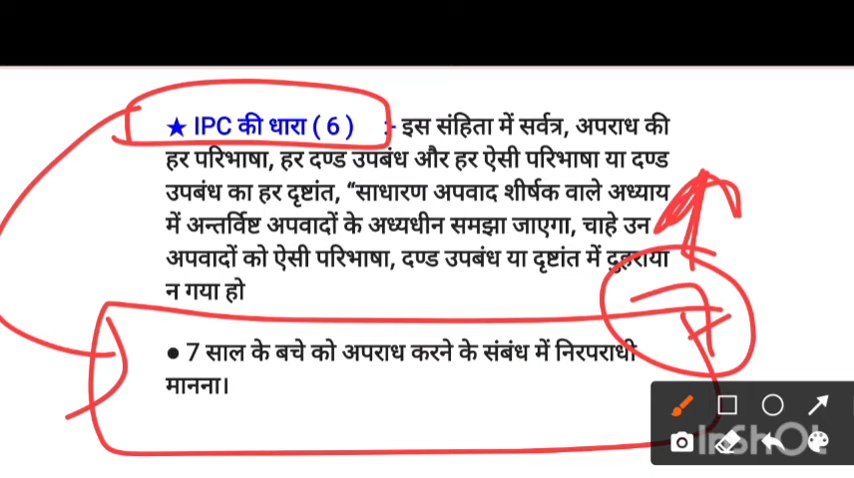 ★ IPC की धारा ( 6 ) :- इस संहिता में सर्वत्र, अपराध की
हर परिभाषा, हर दण्ड उपबंध और हर ऐसी परिभाषा या दण्ड
उपबंध का हर दृष्टांत, “साधारण अपवाद शीर्षक वाले अध्याय
में अन्तर्विष्ट अपवादों के अध्यधीन समझा जाएगा, चाहे उन
अपवादों को ऐसी परिभाषा, दण्ड उपबंध या दृष्टांत में दुहराया
न गया हो
7
● 7 साल के बचे को अपराध करने के संबंध में निरपराधी
मानना।
InShOt